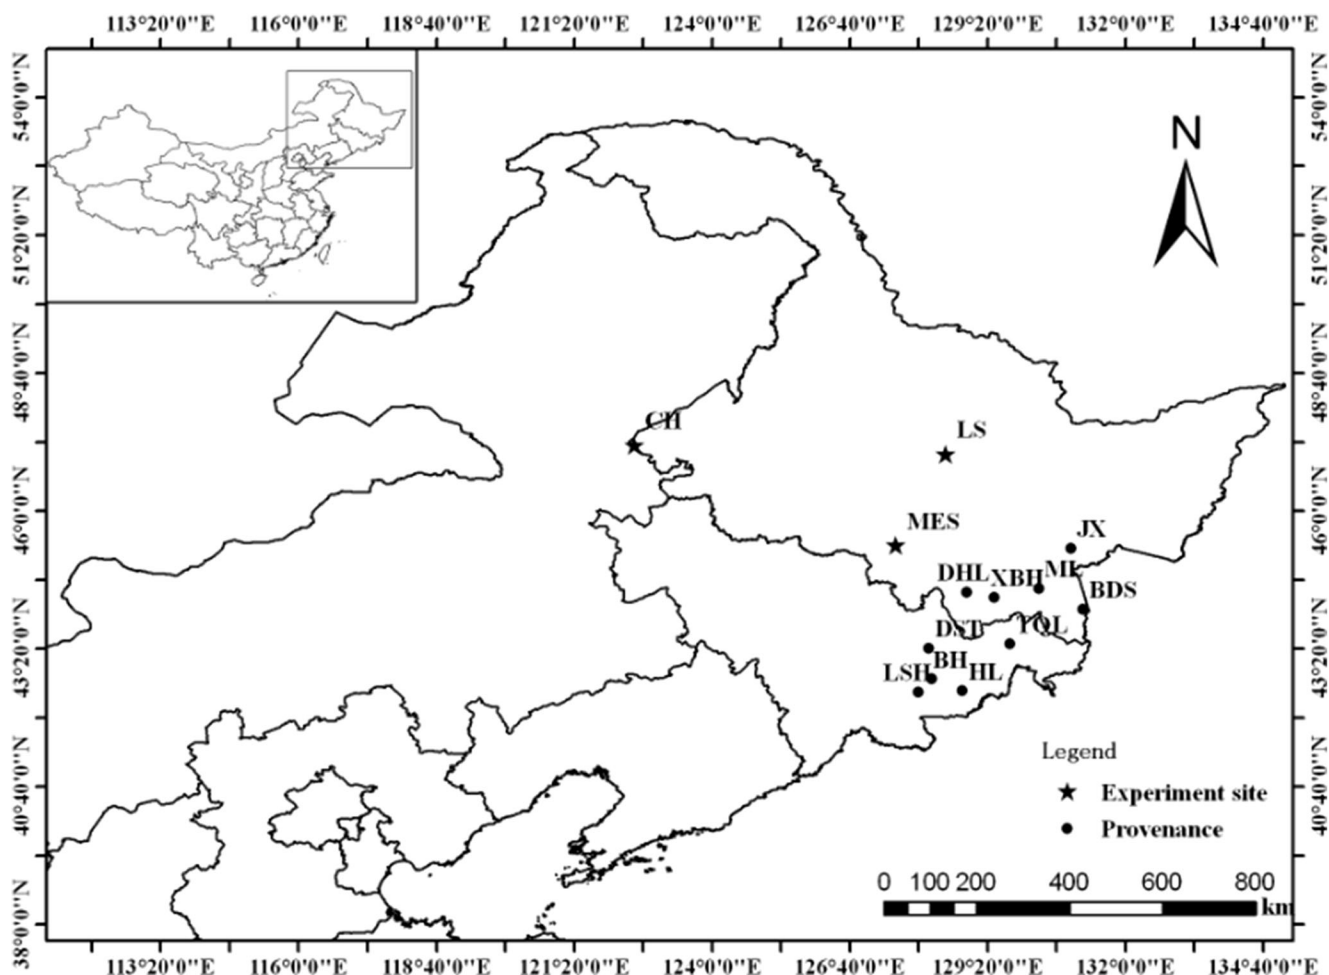 113°20'0"E 116°0'0"E 118°40'0"E 121°20'0"E 124°0'0"E 126°40'0"E 129°20'0"E 132°0'0"E 134°40'0"E
54°0'0"N
54°0'0"N
N
51°20'0"N
51°20'0"N
48°40'0"N
48°40'0"N
CH
LS
46°0'0"N
46°0'0"N
MES
JX
DHL
XBH
ML
BDS
DST
TQL
43°20'0"N
43°20'0"N
LSH
BH
HL
Legend
Experiment site
Provenance
40°40'0"N
40°40'0"N
0 100 200 400 600 800
km
38°0'0"N
38°0'0"N
113°20'0"E 116°0'0"E 118°40'0"E 121°20'0"E 124°0'0"E 126°40'0"E 129°20'0"E 132°0'0"E 134°40'0"E